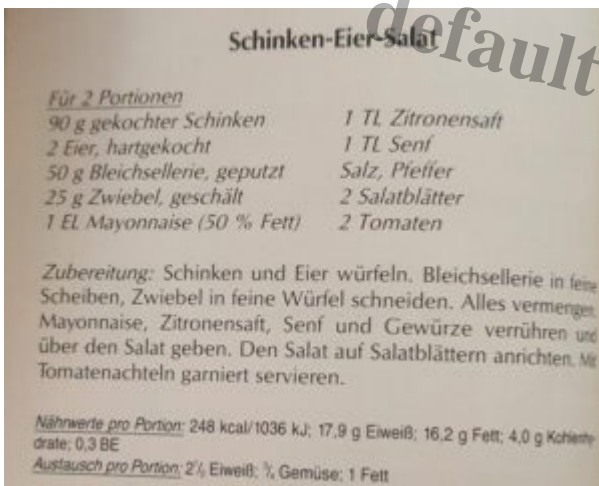 Schinken-Eier-Salat
default
Für 2 Portionen
90 g gekochter Schinken
2 Eier, hartgekocht
50 g Bleichsellerie, geputzt
25 g Zwiebel, geschält
1 EL Mayonnaise (50 % Fett)
1 TL Zitronensaft
1 TL Senf
Salz, Pfeffer
2 Salatblätter
2 Tomaten
Zubereitung: Schinken und Eier würfeln. Bleichsellerie in feine
Scheiben, Zwiebel in feine Würfel schneiden. Alles vermengen.
Mayonnaise, Zitronensaft, Senf und Gewürze verrühren und
über den Salat geben. Den Salat auf Salatblättern anrichten. Mit
Tomatenachteln garniert servieren.
Nährwerte pro Portion: 248 kcal/1036 kJ; 17,9 g Eiweiß; 16,2 g Fett; 4,0 g Kohlenhy-
drate; 0,3 BE
Austausch pro Portion: Eiweiß; Gemüse; 1 Fett